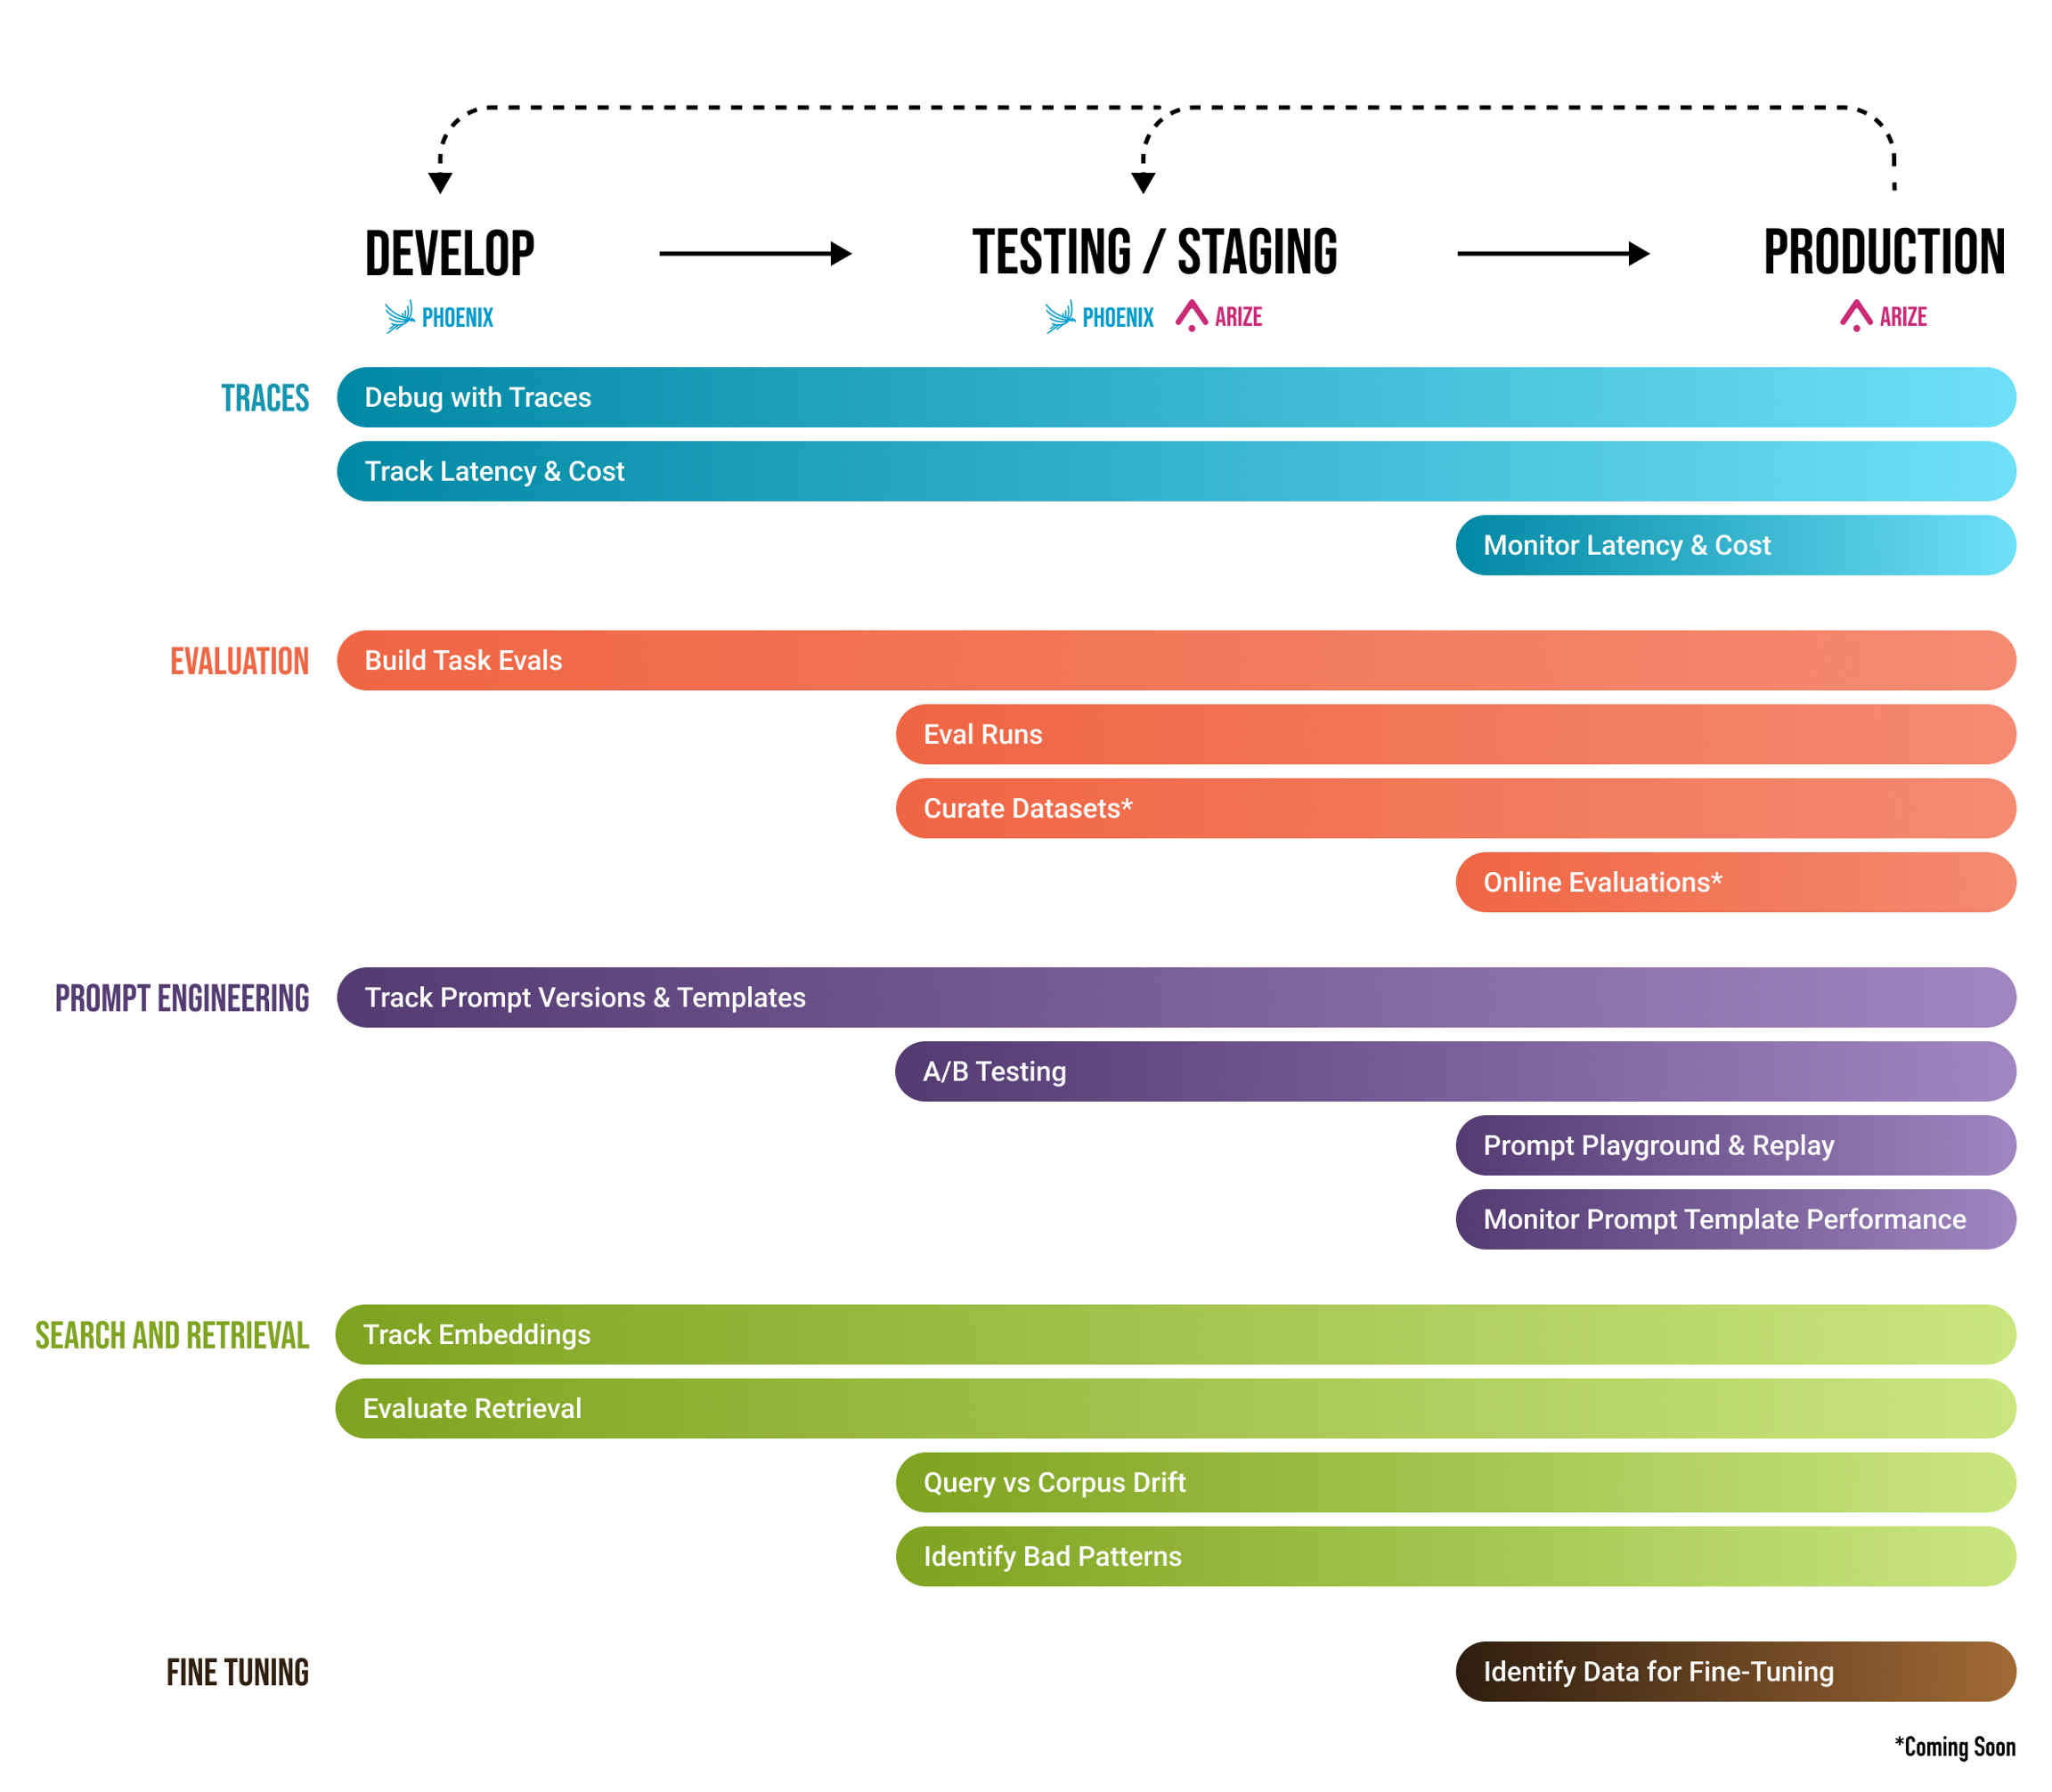 DEVELOP
TESTING / STAGING
PRODUCTION
PHOENIX
PHOENIX
ARIZE
ARIZE
TRACES
Debug with Traces
Track Latency & Cost
Monitor Latency & Cost
EVALUATION
Build Task Evals
Eval Runs
Curate Datasets*
Online Evaluations*
PROMPT ENGINEERING
Track Prompt Versions & Templates
A/B Testing
Prompt Playground & Replay
Monitor Prompt Template Performance
SEARCH AND RETRIEVAL
Track Embeddings
Evaluate Retrieval
Query vs Corpus Drift
Identify Bad Patterns
FINE TUNING
Identify Data for Fine-Tuning
*Coming Soon